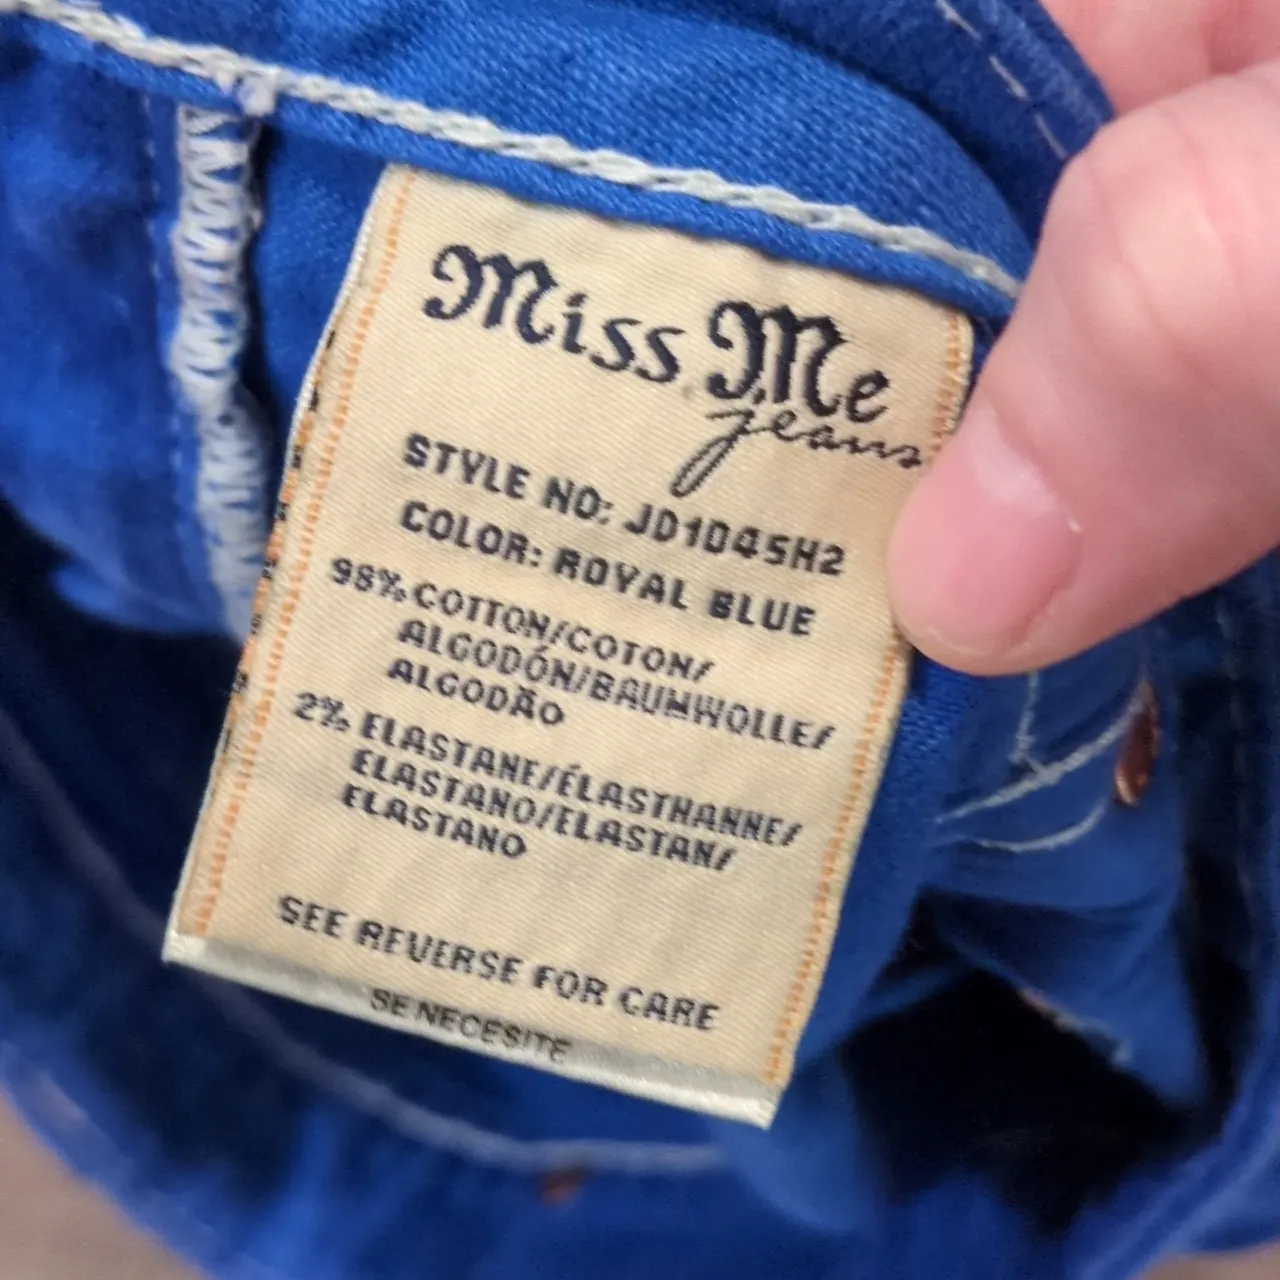 Miss Me
jeans
STYLE NO: JD1045H2
COLOR: ROYAL BLUE
98% COTTON/COTON/
ALGODÓN/BAUMWOLLE/
ALGODÃO
2% ELASTANE/ÉLASTHANNE/
ELASTANO/ELASTAN/
ELASTANO
SEE REVERSE FOR CARE
SE NECESITE